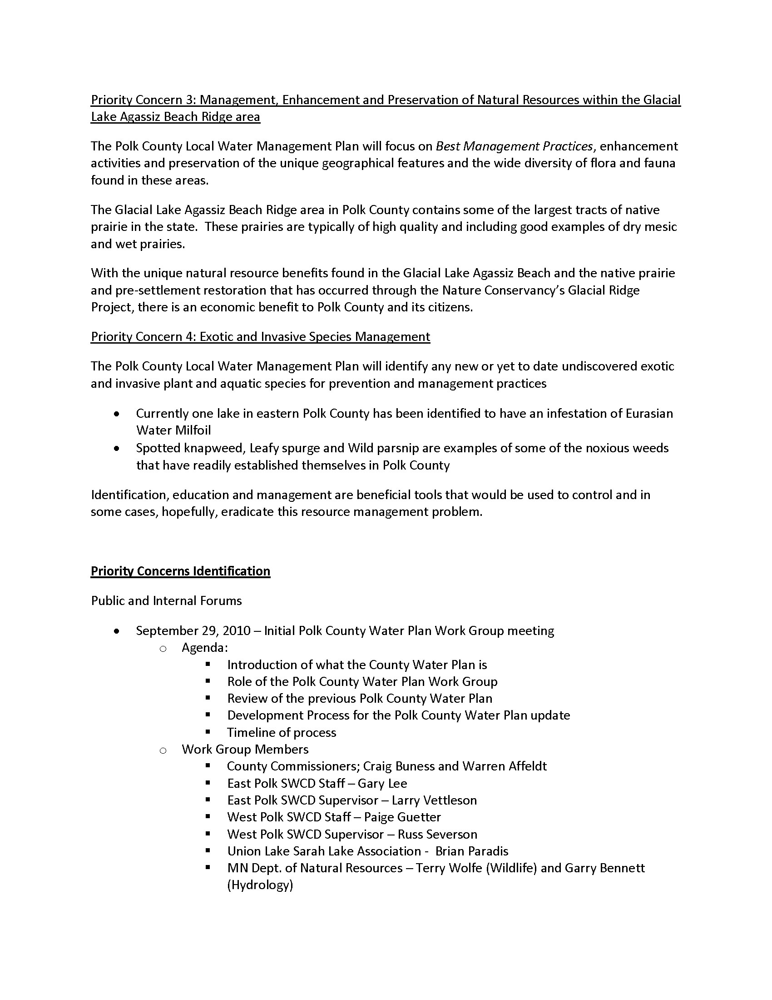 Priority Concern 3: Management, Enhancement and Preservation of Natural Resources within the Glacial
Lake Agassiz Beach Ridge area
The Polk County Local Water Management Plan will focus on Best Management Practices, enhancement
activities and preservation of the unique geographical features and the wide diversity of flora and fauna
found in these areas.
The Glacial Lake Agassiz Beach Ridge area in Polk County contains some of the largest tracts of native
prairie in the state.  These prairies are typically of high quality and including good examples of dry mesic
and wet prairies.
With the unique natural resource benefits found in the Glacial Lake Agassiz Beach and the native prairie
and pre-settlement restoration that has occurred through the Nature Conservancy’s Glacial Ridge
Project, there is an economic benefit to Polk County and its citizens.
Priority Concern 4: Exotic and Invasive Species Management
The Polk County Local Water Management Plan will identify any new or yet to date undiscovered exotic
and invasive plant and aquatic species for prevention and management practices
• Currently one lake in eastern Polk County has been identified to have an infestation of Eurasian
Water Milfoil
• Spotted knapweed, Leafy spurge and Wild parsnip are examples of some of the noxious weeds
that have readily established themselves in Polk County
Identification, education and management are beneficial tools that would be used to control and in
some cases, hopefully, eradicate this resource management problem.
Priority Concerns Identification
Public and Internal Forums
• September 29, 2010 – Initial Polk County Water Plan Work Group meeting
o Agenda:
▪ Introduction of what the County Water Plan is
▪ Role of the Polk County Water Plan Work Group
▪ Review of the previous Polk County Water Plan
▪ Development Process for the Polk County Water Plan update
▪ Timeline of process
o Work Group Members
▪ County Commissioners; Craig Buness and Warren Affeldt
▪ East Polk SWCD Staff – Gary Lee
▪ East Polk SWCD Supervisor – Larry Vettleson
▪ West Polk SWCD Staff – Paige Guetter
▪ West Polk SWCD Supervisor – Russ Severson
▪ Union Lake Sarah Lake Association -  Brian Paradis
▪ MN Dept. of Natural Resources – Terry Wolfe (Wildlife) and Garry Bennett
(Hydrology)